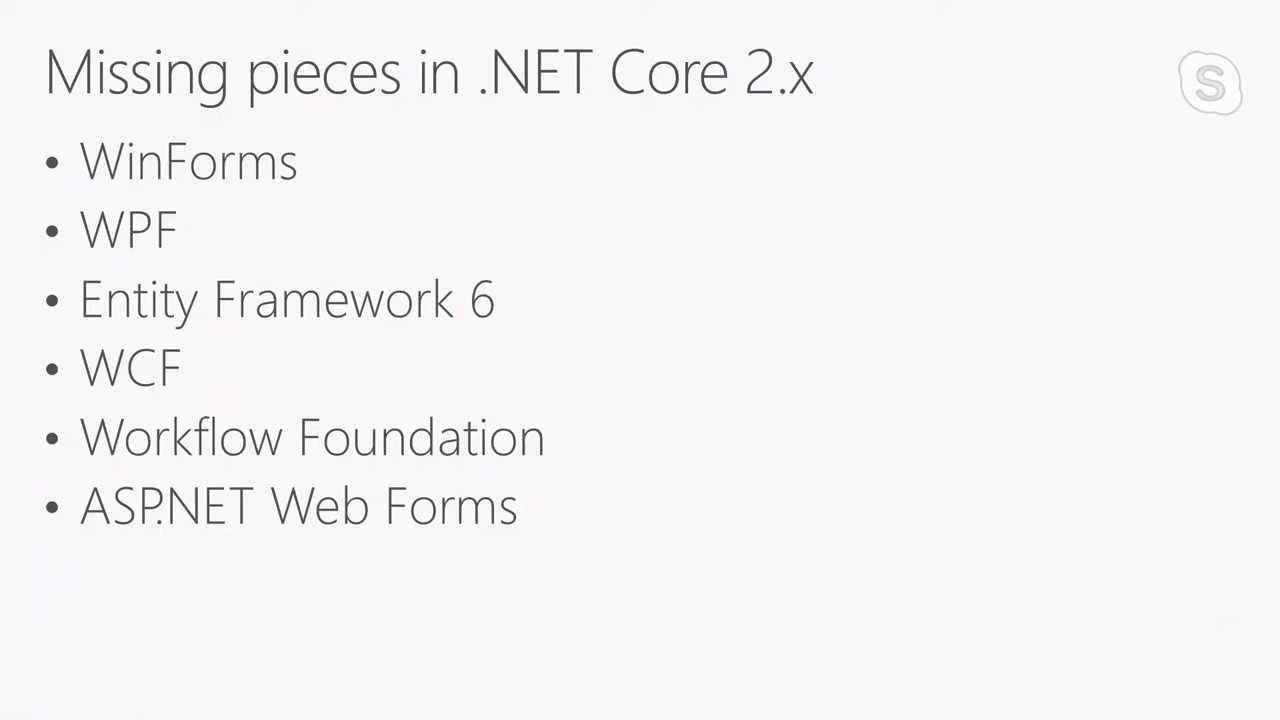 Missing pieces in .NET Core 2.x
S
• WinForms
• WPF
• Entity Framework 6
• WCF
• Workflow Foundation
• ASP.NET Web Forms